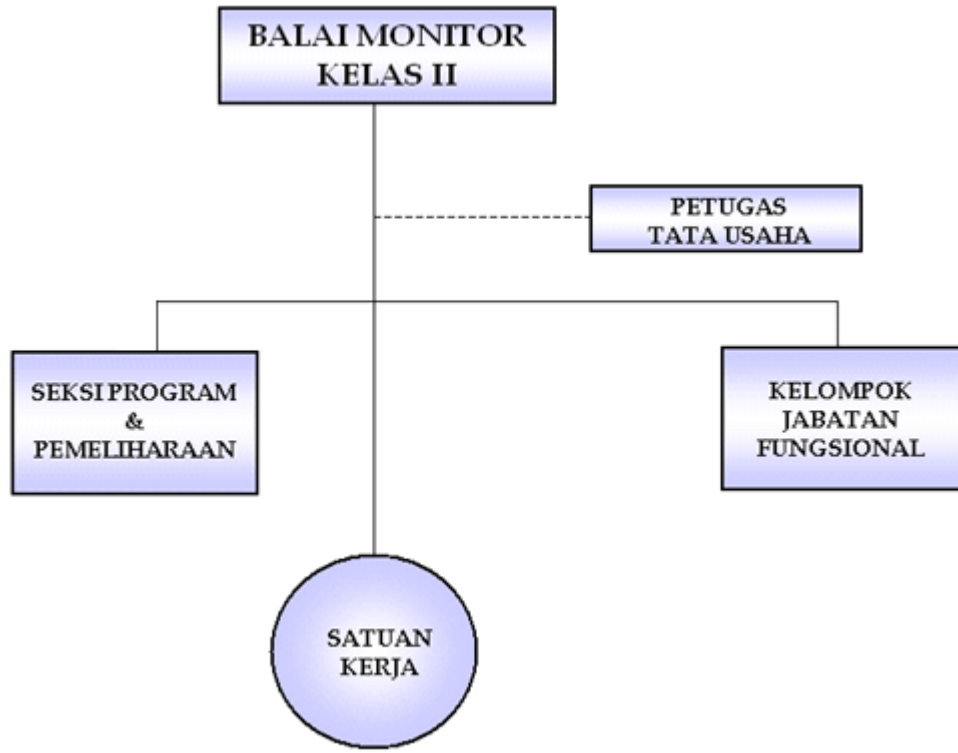 BALAI MONITOR
KELAS II
PETUGAS
TATA USAHA
SEKSI PROGRAM
&
PEMELIHARAAN
KELOMPOK
JABATAN
FUNGSIONAL
SATUAN
KERJA